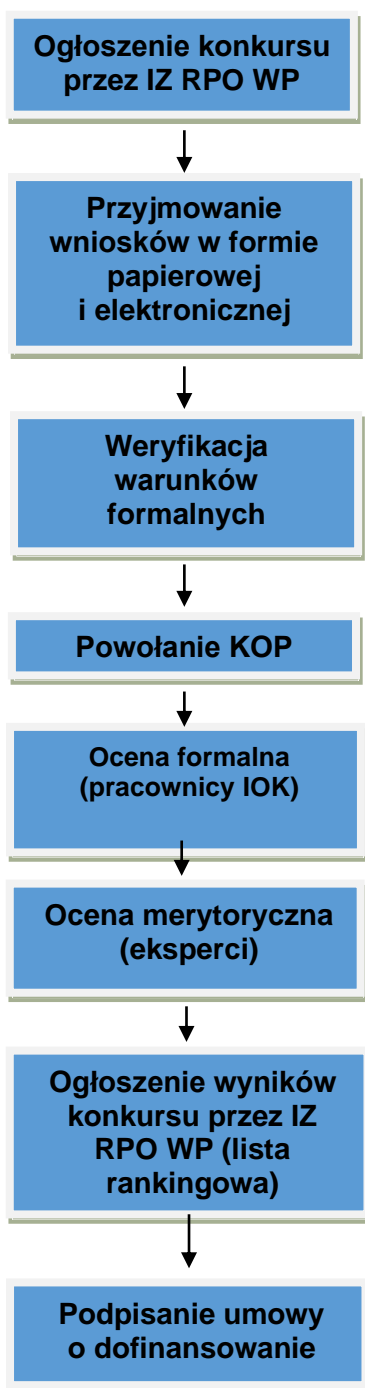 Ogłoszenie konkursu
przez IZ RPO WP
Przyjmowanie
wniosków w formie
papierowej
i elektronicznej
Weryfikacja
warunków
formalnych
Powołanie KOP
Ocena formalna
(pracownicy IOK)
Ocena merytoryczna
(eksperci)
Ogłoszenie wyników
konkursu przez IZ
RPO WP (lista
rankingowa)
Podpisanie umowy
o dofinansowanie